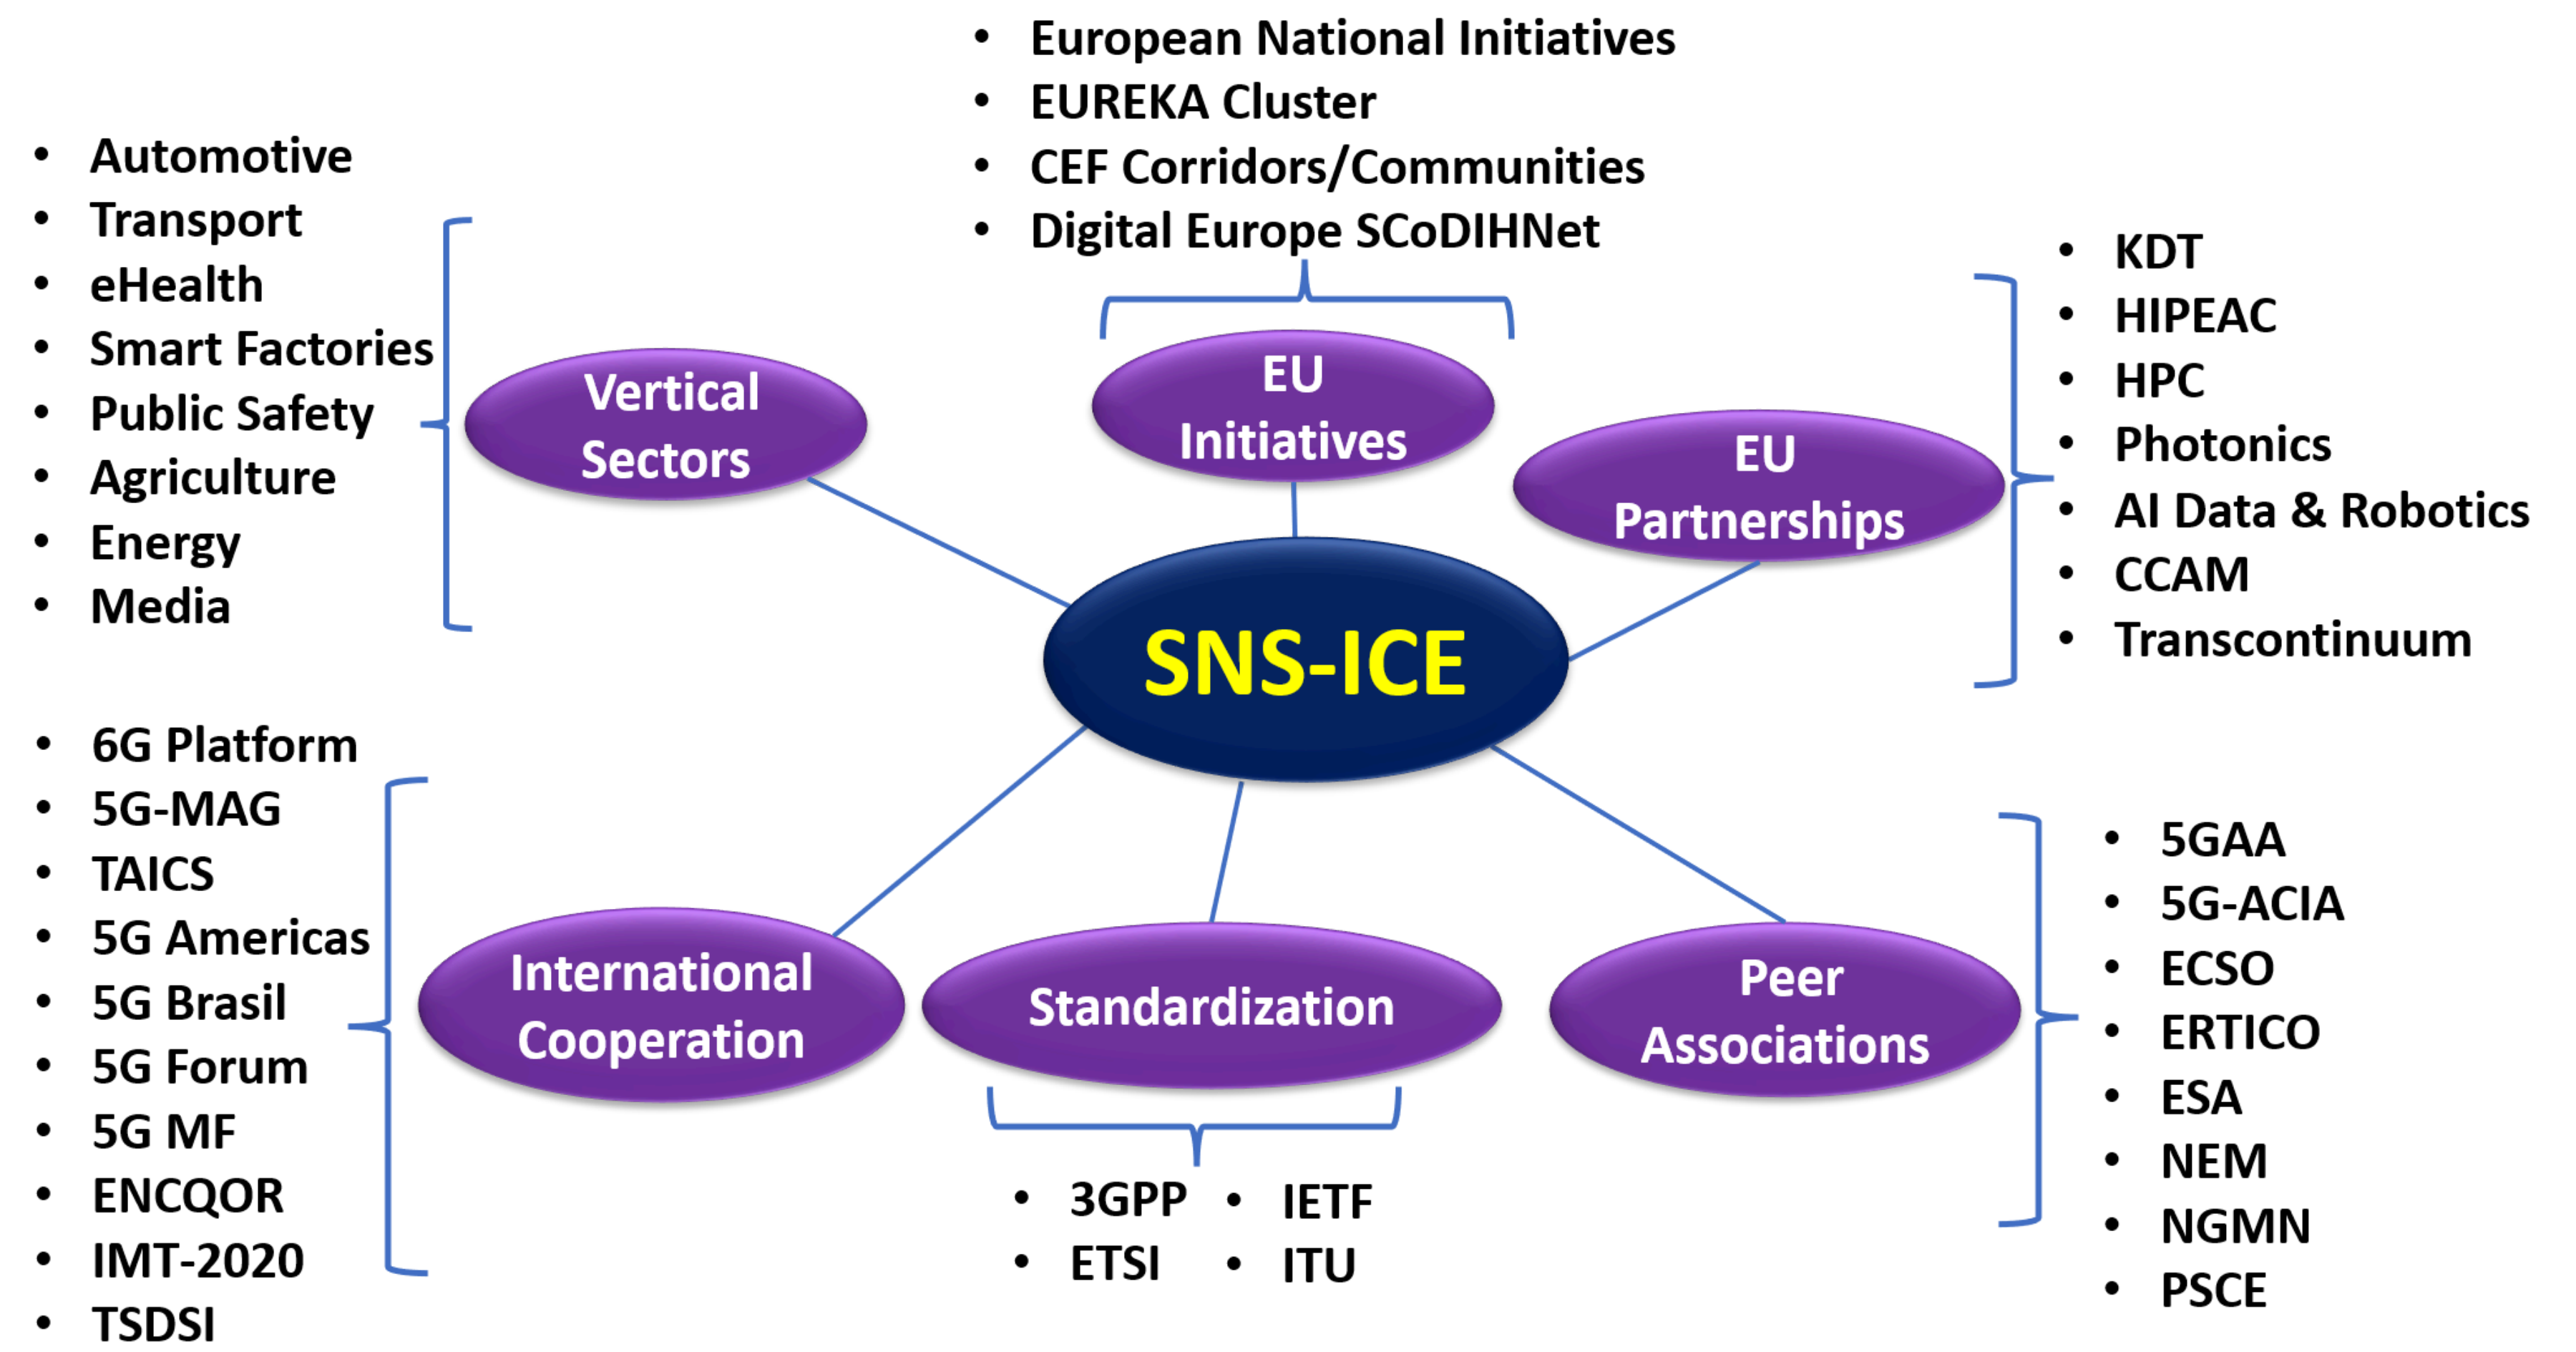 • European National Initiatives
• EUREKA Cluster
• CEF Corridors/Communities
• Digital Europe SCoDIHNet
• Automotive
• Transport
• eHealth
• Smart Factories
• Public Safety
• Agriculture
• Energy
• Media
Vertical
Sectors
EU
Initiatives
EU
Partnerships
• KDT
• HIPEAC
• HPC
• Photonics
• AI Data & Robotics
• CCAM
• Transcontinuum
SNS-ICE
• 6G Platform
• 5G-MAG
• TAICS
• 5G Americas
• 5G Brasil
• 5G Forum
• 5G MF
• ENCQOR
• IMT-2020
• TSDSI
International
Cooperation
Standardization
• 3GPP
• ETSI
• IETF
• ITU
Peer
Associations
• 5GAA
• 5G-ACIA
• ECSO
• ERTICO
• ESA
• NEM
• NGMN
• PSCE